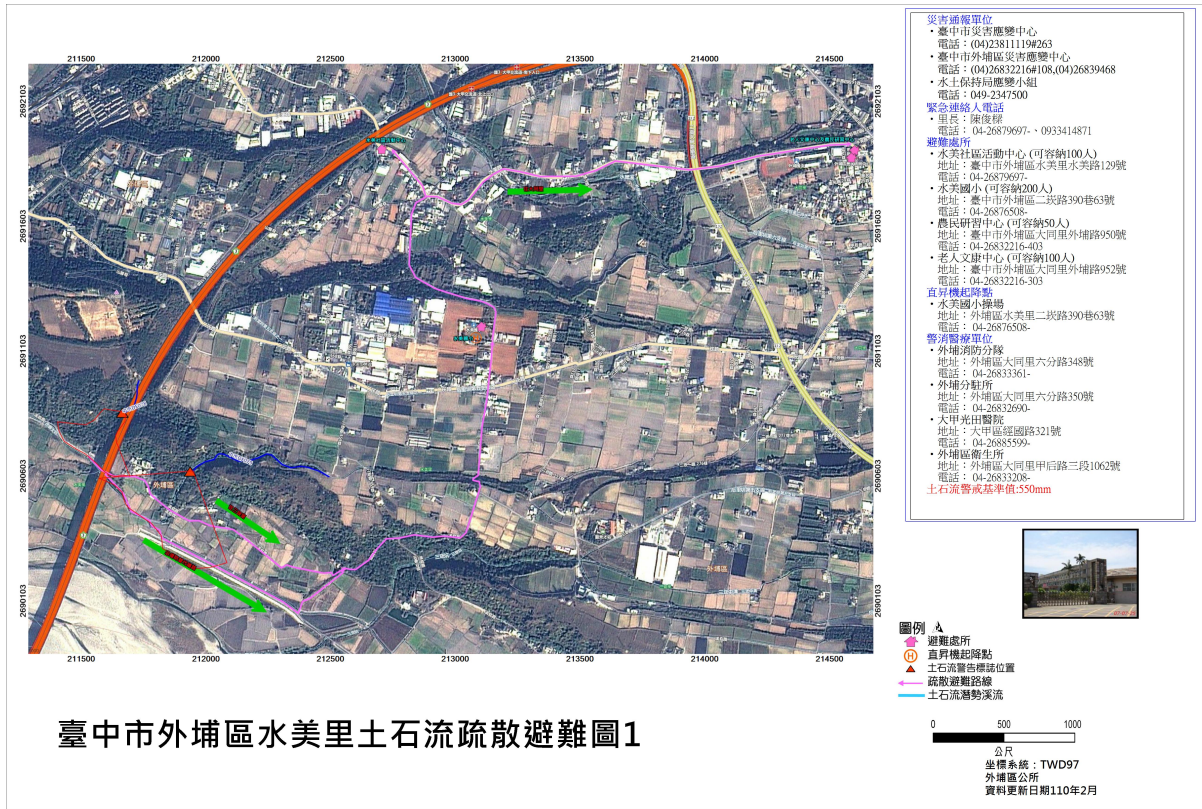 災害通報單位
・臺中市災害應變中心
電話：(04)23811119#263
・臺中市外埔區災害應變中心
電話：(04)26832216#108,(04)26839468
・水土保持局應變小組
電話：049-2347500
緊急連絡人電話
・里長：陳俊樑
電話： 04-26879697-、0933414871
避難處所
・水美社區活動中心 (可容納100人)
地址：臺中市外埔區水美里水美路129號
電話：04-26879697-
・水美國小 (可容納200人)
地址：臺中市外埔區二崁路390巷63號
電話：04-26876508-
・農民研習中心 (可容納50人)
地址：臺中市外埔區大同里外埔路950號
電話：04-26832216-403
・老人文康中心 (可容納100人)
地址：臺中市外埔區大同里外埔路952號
電話：04-26832216-303
直昇機起降點
・水美國小操場
地址：外埔區水美里二崁路390巷63號
電話： 04-26876508-
警消醫療單位
・外埔消防分隊
地址：外埔區大同里六分路348號
電話： 04-26833361-
・外埔分駐所
地址：外埔區大同里六分路350號
電話： 04-26832690-
・大甲光田醫院
地址：大甲區經國路321號
電話： 04-26885599-
・外埔區衛生所
地址：外埔區大同里甲后路三段1062號
電話： 04-26833208-
土石流警戒基準值:550mm
211500 212000 212500 213000 213500 214000 214500
2692103 2692103
2691603 2691603
2691103 2691103
2690603 2690603
2690103 2690103
外埔區
外埔區
211500 212000 212500 213000 213500 214000 214500
圖例
避難處所
H 直昇機起降點
土石流警告標誌位置
疏散避難路線
土石流潛勢溪流
0 500 1000
公尺
坐標系統：TWD97
外埔區公所
資料更新日期110年2月
臺中市外埔區水美里土石流疏散避難圖1